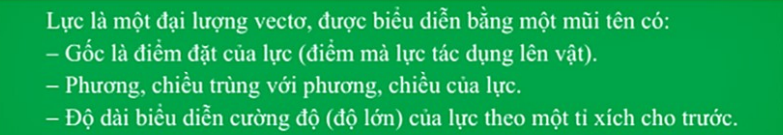 Lực là một đại lượng vectơ, được biểu diễn bằng một mũi tên có:
– Gốc là điểm đặt của lực (điểm mà lực tác dụng lên vật).
– Phương, chiều trùng với phương, chiều của lực.
– Độ dài biểu diễn cường độ (độ lớn) của lực theo một tỉ xích cho trước.